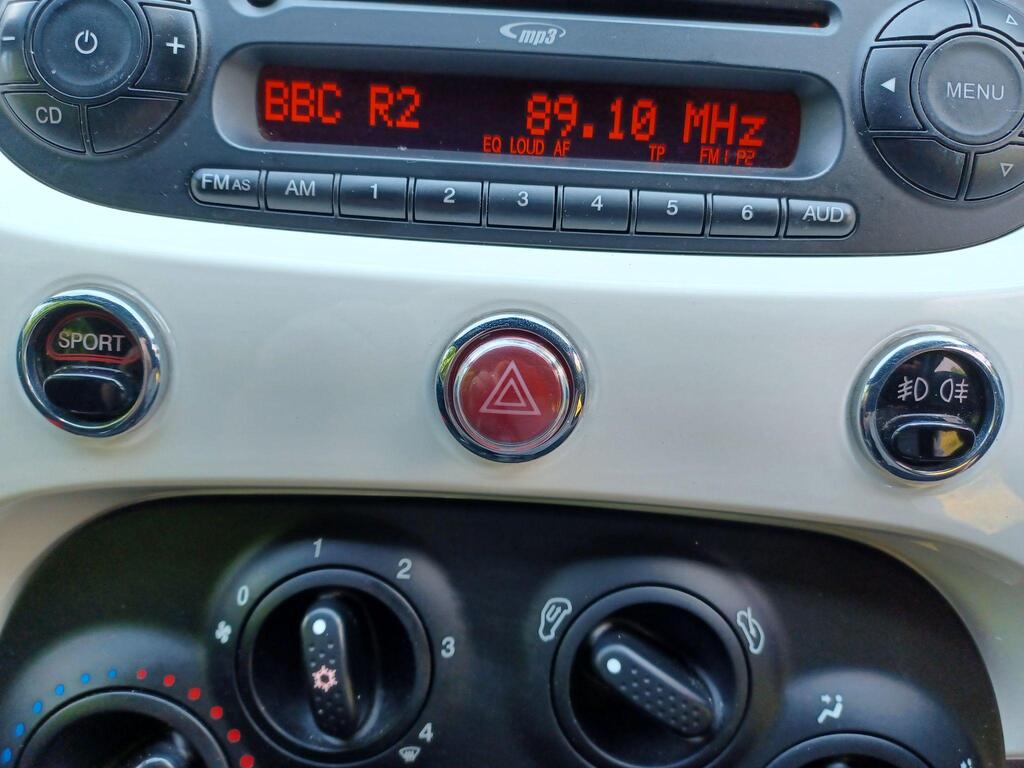 mp3
- +
CD
MENU
BBC R2 89.10 MHz
EQ LOUD AF TP FM1 P2
FM AS AM 1 2 3 4 5 6 AUD
SPORT
0 1 2 3 4